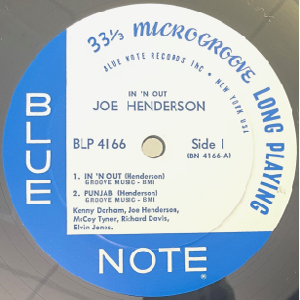 33⅓ MICROGROOVE LONG PLAYING
BLUE NOTE RECORDS INC • NEW YORK USA
IN 'N OUT
JOE HENDERSON
BLP 4166 Side 1
(BN 4166-A)
1. IN 'N OUT (Henderson)
GROOVE MUSIC - BMI
2. PUNJAB (Henderson)
GROOVE MUSIC - BMI
Kenny Dorham, Joe Henderson,
McCoy Tyner, Richard Davis,
Elvin Jones.
BLUE
NOTE
®